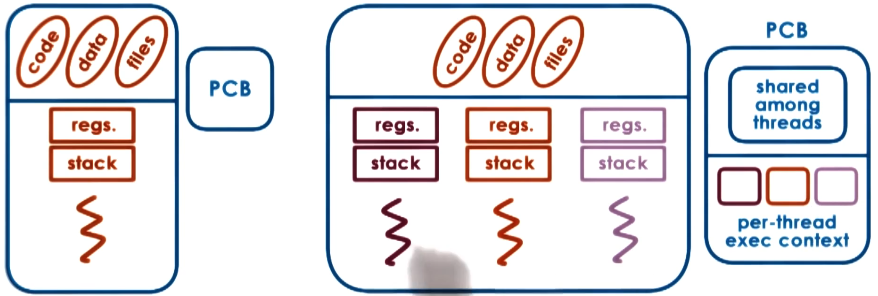 code data files
PCB
regs.
stack
code data files
regs. regs. regs.
stack stack stack
PCB
shared
among
threads
per-thread
exec context